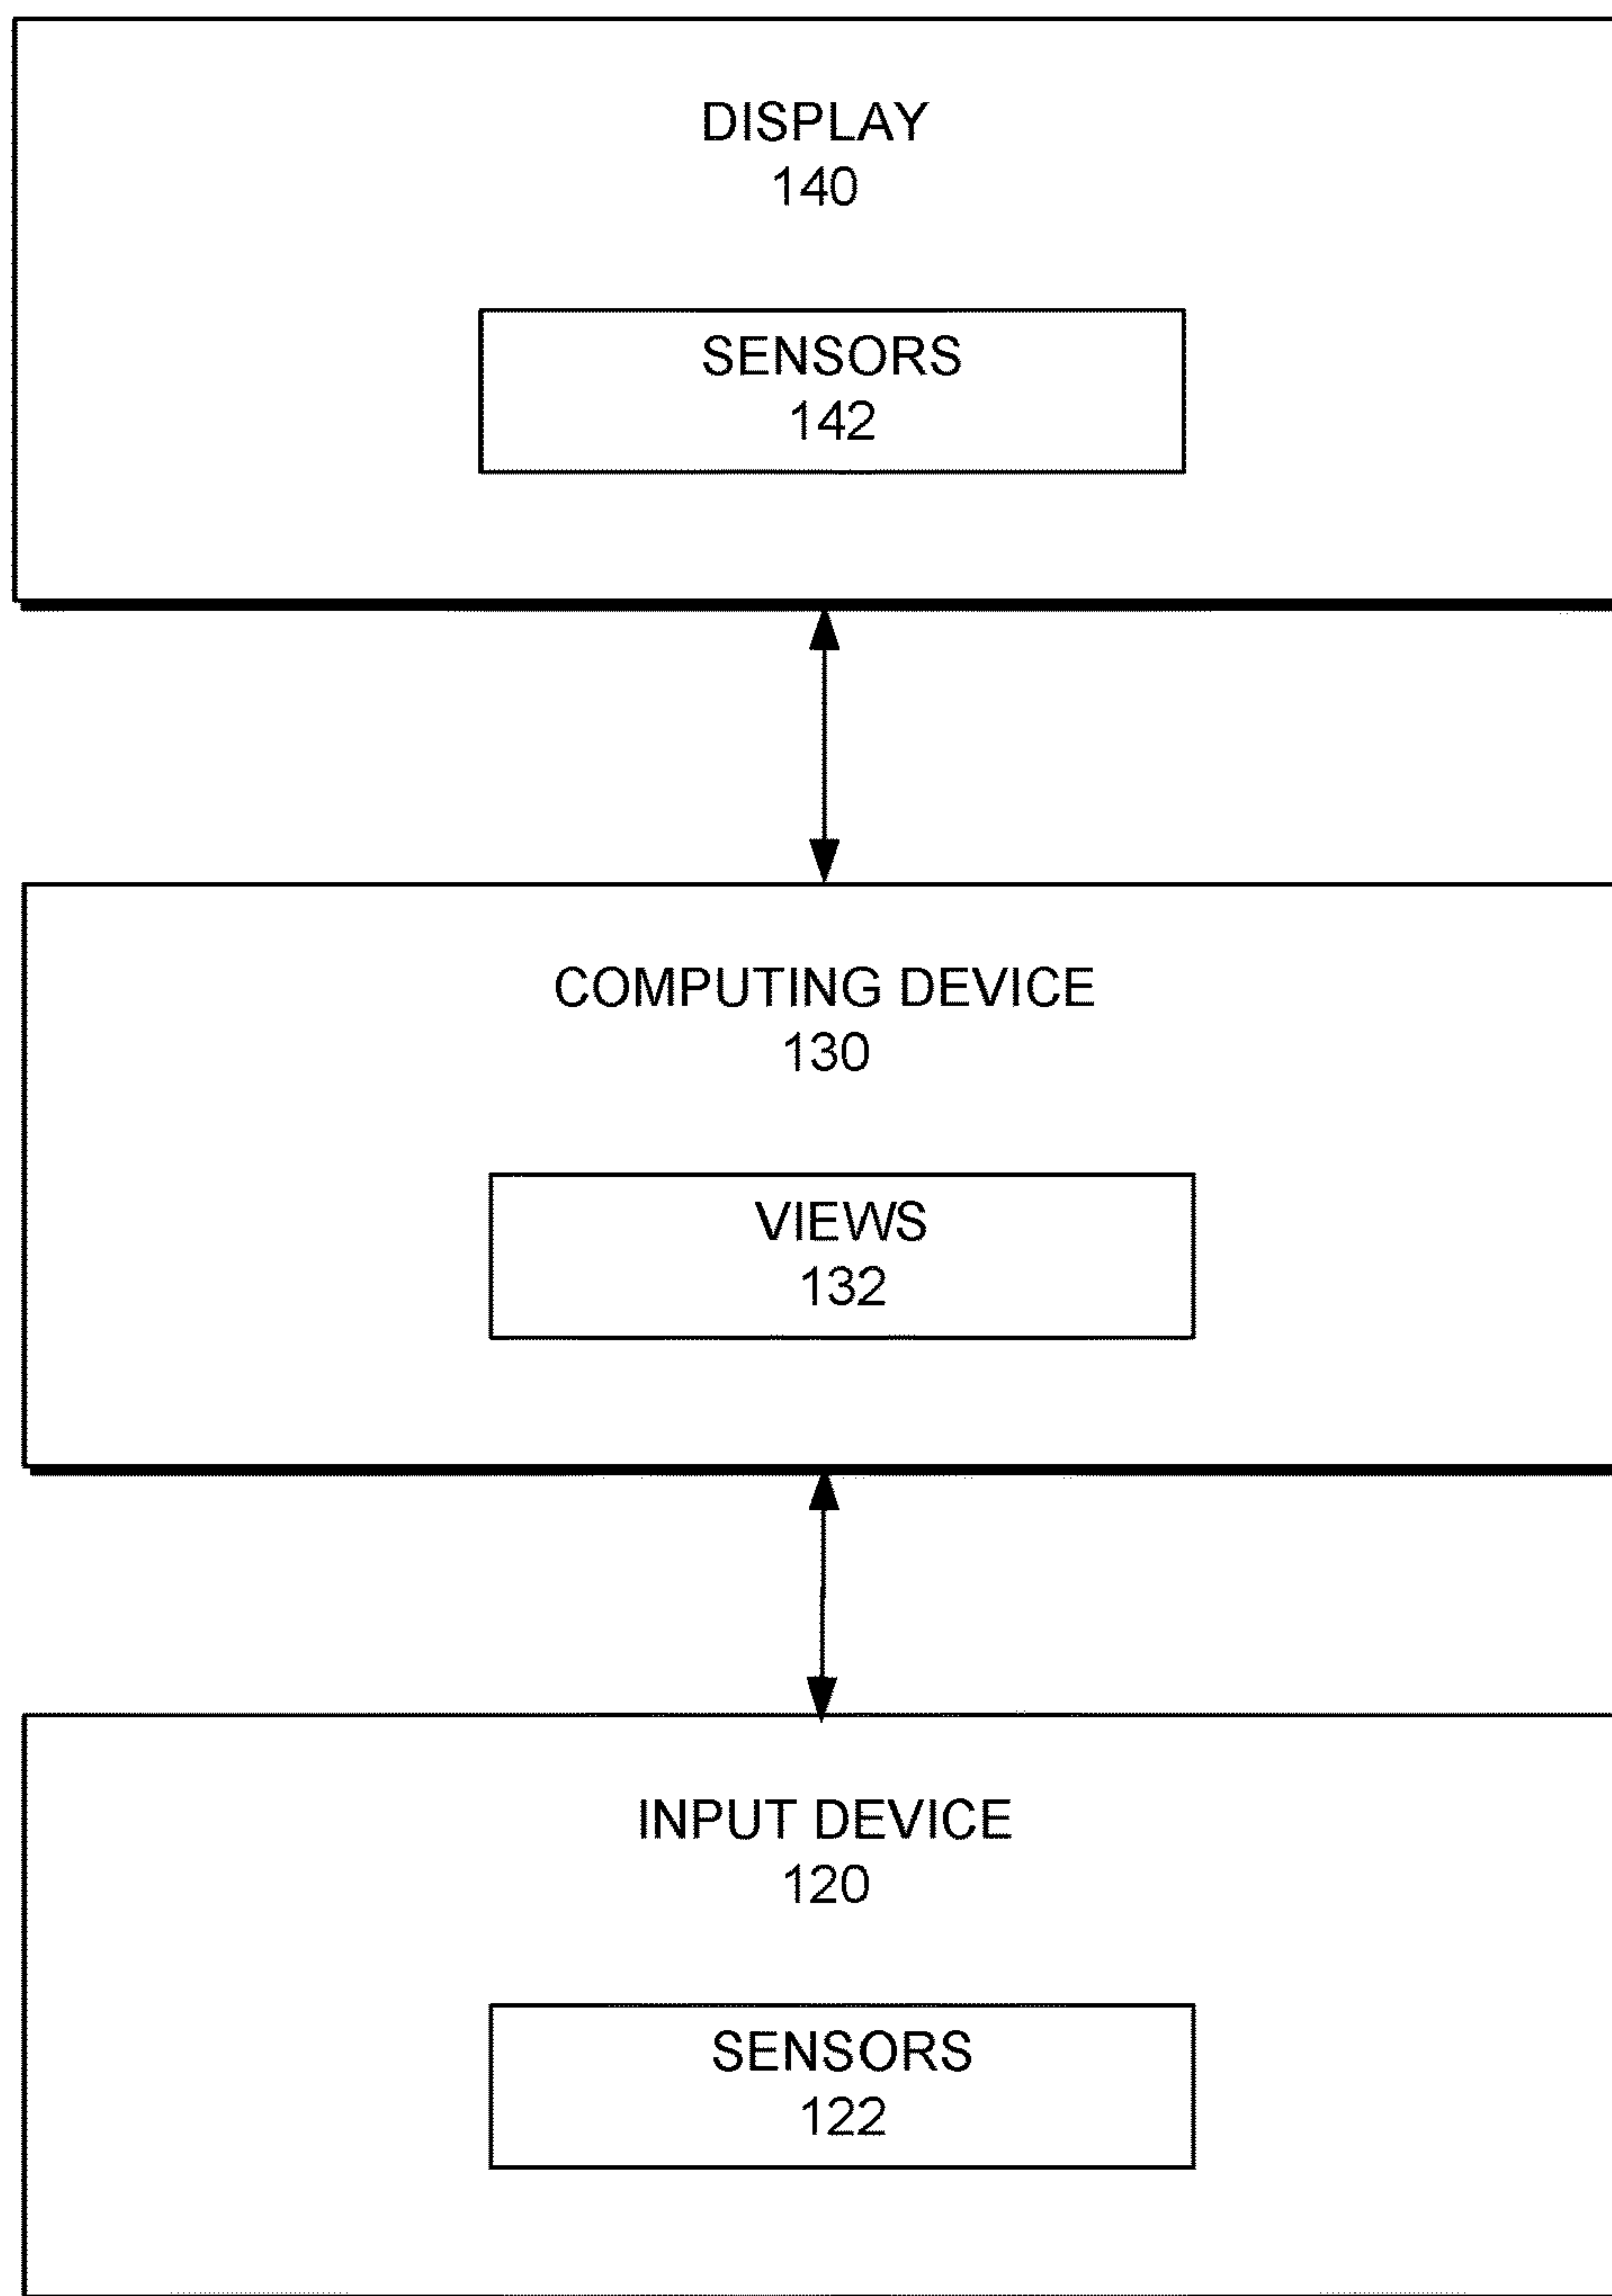 DISPLAY
140
SENSORS
142
COMPUTING DEVICE
130
VIEWS
132
INPUT DEVICE
120
SENSORS
122